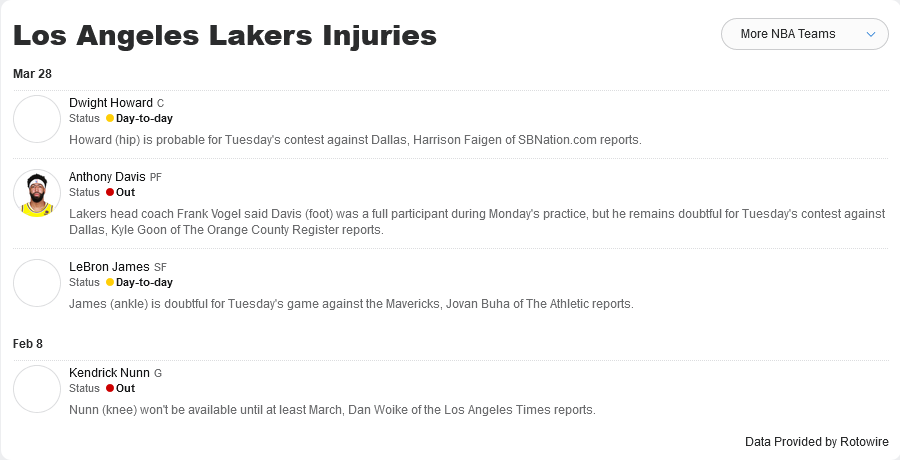 Los Angeles Lakers Injuries
More NBA Teams
Mar 28
Dwight Howard C
Status Day-to-day
Howard (hip) is probable for Tuesday's contest against Dallas, Harrison Faigen of SBNation.com reports.
Anthony Davis PF
Status Out
Lakers head coach Frank Vogel said Davis (foot) was a full participant during Monday's practice, but he remains doubtful for Tuesday's contest against
Dallas, Kyle Goon of The Orange County Register reports.
LeBron James SF
Status Day-to-day
James (ankle) is doubtful for Tuesday's game against the Mavericks, Jovan Buha of The Athletic reports.
Feb 8
Kendrick Nunn G
Status Out
Nunn (knee) won't be available until at least March, Dan Woike of the Los Angeles Times reports.
Data Provided by Rotowire